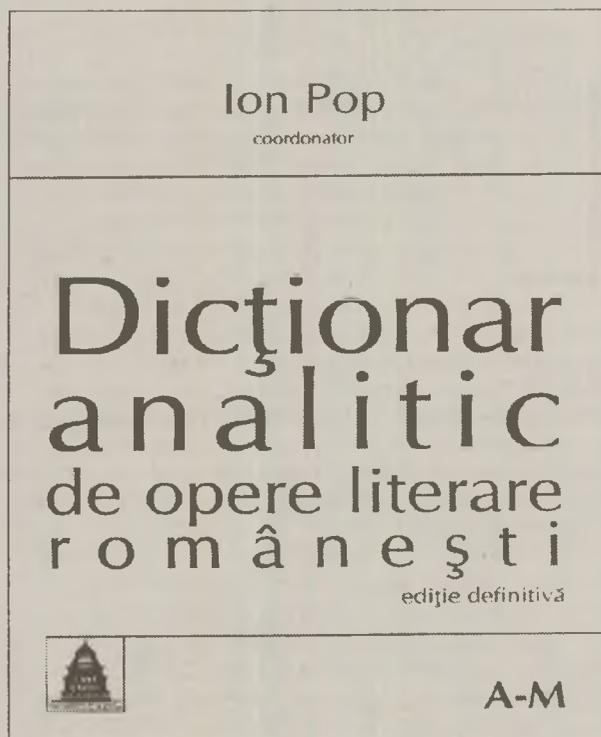 Ion Pop
coordonator
Dicţionar
analitic
de opere literare
româneşti
ediţie definitivă
A-M